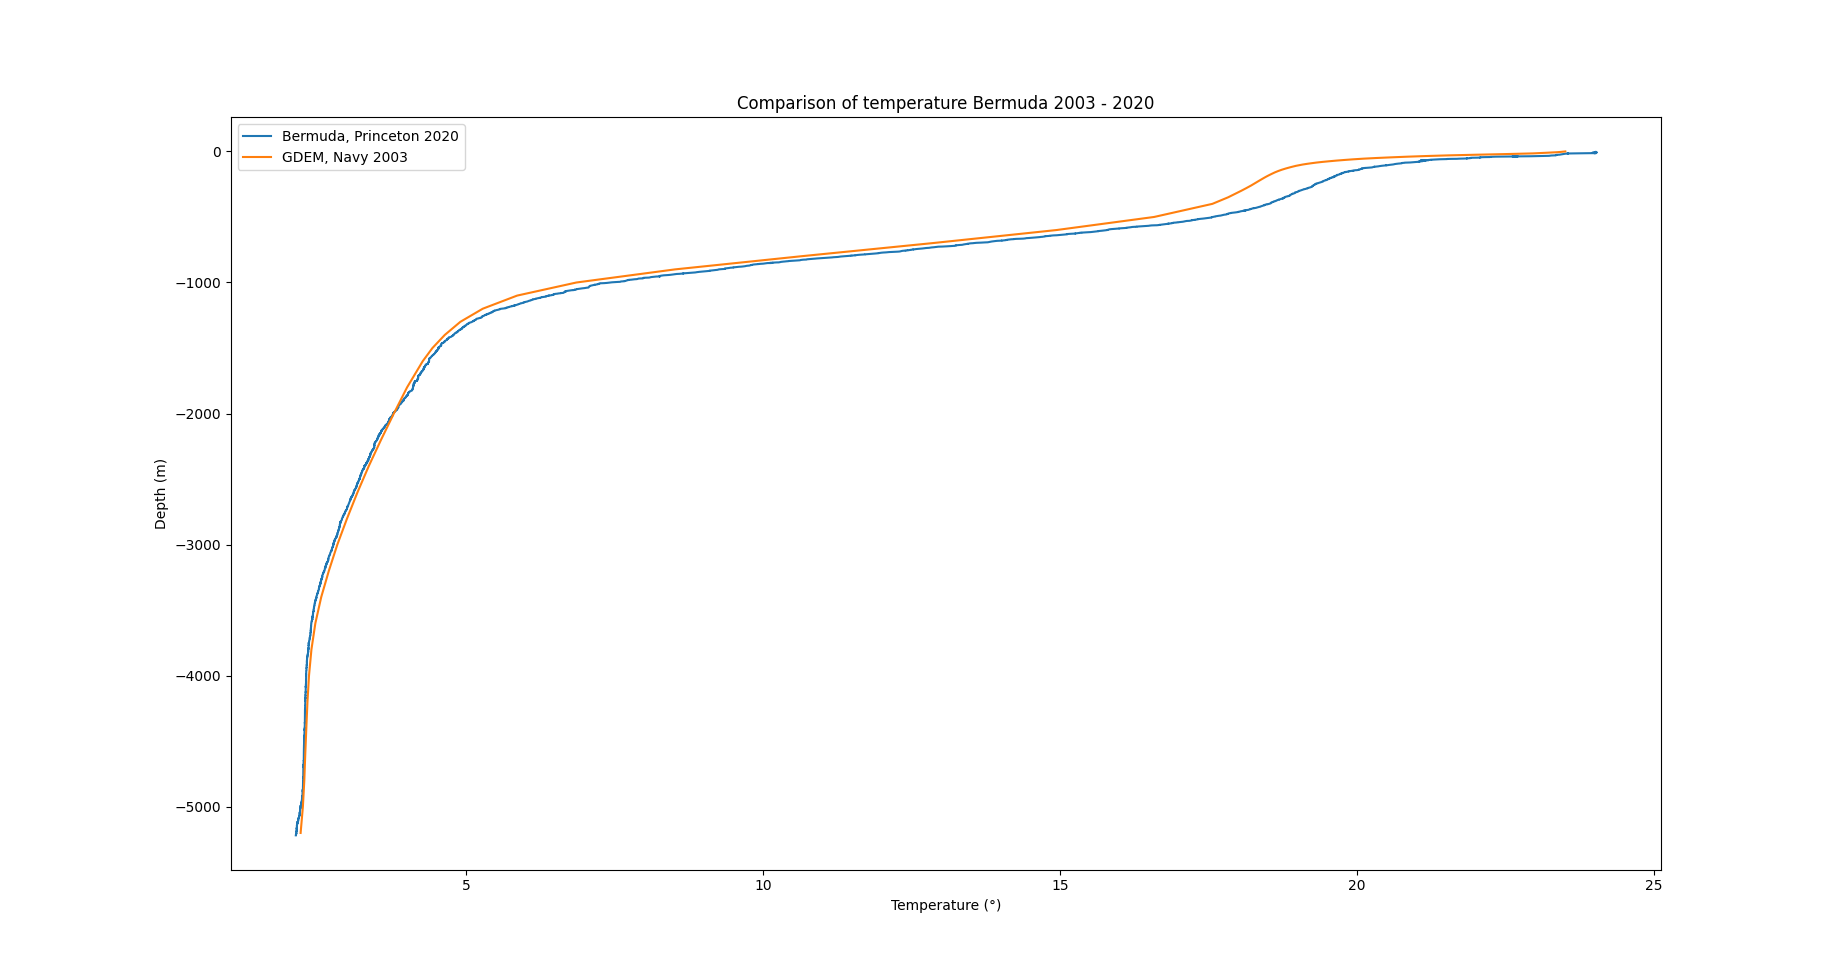 Comparison of temperature Bermuda 2003 - 2020
Bermuda, Princeton 2020
GDEM, Navy 2003
0
−1000
−2000
−3000
−4000
−5000
Depth (m)
5 10 15 20 25
Temperature (°)